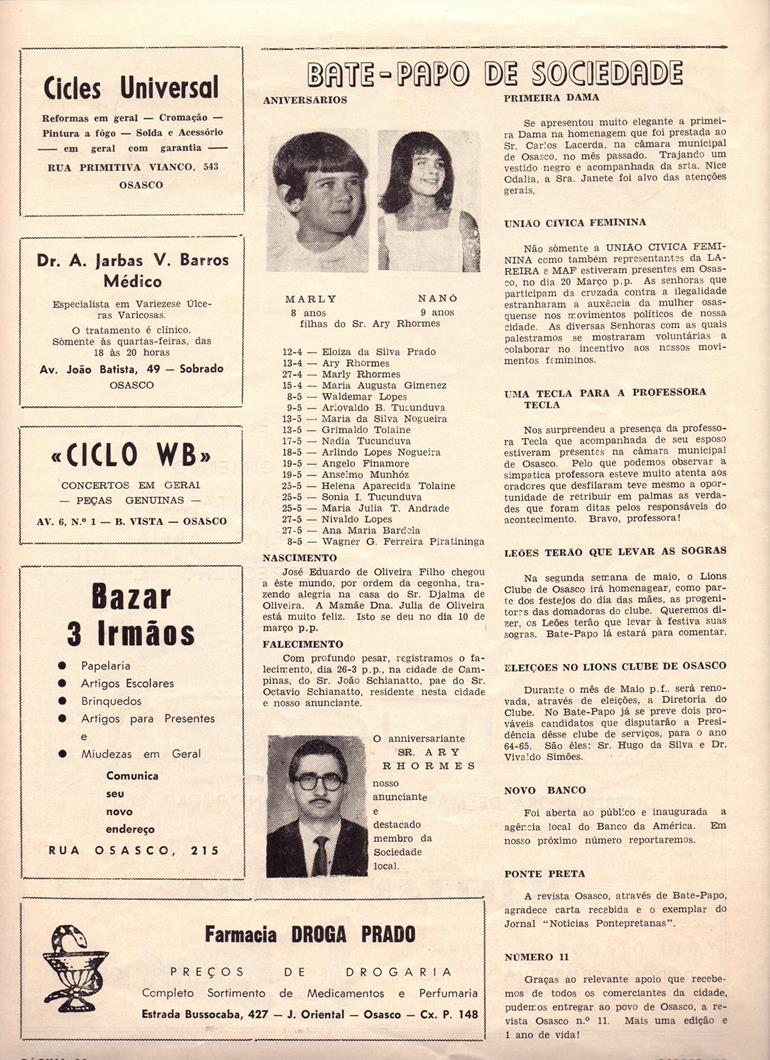 Cicles Universal
Reformas em geral — Cromação —
Pintura a fôgo — Solda e Acessório
—— em geral com garantia ——
RUA PRIMITIVA VIANCO, 543
OSASCO
Dr. A. Jarbas V. Barros
Médico
Especialista em Variezese Úlce-
ras Varicosas.
O tratamento é clínico.
Sòmente às quartas-feiras, das
18 às 20 horas
Av. João Batista, 49 — Sobrado
OSASCO
«CICLO WB»
CONCERTOS EM GERAI
— PEÇAS GENUINAS —
AV. 6, N.º 1 — B. VISTA — OSASCO
Bazar
3 Irmãos
● Papelaria
● Artigos Escolares
● Brinquedos
● Artigos para Presentes
e
● Miudezas em Geral
Comunica
seu
novo
endereço
RUA OSASCO, 215
BATE-PAPO DE SOCIEDADE
ANIVERSÁRIOS
MARLY NANÔ
8 anos 9 anos
filhas do Sr. Ary Rhormes
12-4 — Eloiza da Silva Prado
13-4 — Ary Rhormes
27-4 — Marly Rhormes
15-4 — Maria Augusta Gimenez
8-5 — Waldemar Lopes
9-5 — Ariovaldo B. Tucunduva
13-5 — Maria da Silva Nogueira
13-5 — Grimaldo Tolaine
17-5 — Nadia Tucunduva
18-5 — Arlindo Lopes Nogueira
19-5 — Angelo Finamore
19-5 — Anselmo Munhóz
25-5 — Helena Aparecida Tolaine
25-5 — Sonia I. Tucunduva
25-5 — Maria Julia T. Andrade
27-5 — Nivaldo Lopes
27-5 — Ana Maria Bardela
8-5 — Wagner G. Ferreira Piratininga
NASCIMENTO
José Eduardo de Oliveira Filho chegou
a êste mundo, por ordem da cegonha, tra-
zendo alegria na casa do Sr. Djalma de
Oliveira. A Mamãe Dna. Julia de Oliveira
está muito feliz. Isto se deu no dia 10 de
março p.p.
FALECIMENTO
Com profundo pesar, registramos o fa-
lecimento, dia 26-3 p.p., na cidade de Cam-
pinas, do Sr. João Schianatto, pae do Sr.
Octavio Schianatto, residente nesta cidade
e nosso anunciante.
O anniversariante
SR. ARY
RHORMES
nosso
anunciante
e
destacado
membro da
Sociedade
local.
PRIMEIRA DAMA
Se apresentou muito elegante a primei-
ra Dama na homenagem que foi prestada ao
Sr. Carlos Lacerda, na câmara municipal
de Osasco, no mês passado. Trajando um
vestido negro e acompanhada da srta. Nice
Odalia, a Sra. Janete foi alvo das atenções
gerais,
UNIÃO CÍVICA FEMININA
Não sòmente a UNIÃO CIVICA FEMI-
NINA como também representantes da LA-
REIRA e MAF estiveram presentes em Osas-
co, no dia 20 Março p.p. As senhoras que
participam da cruzada contra a ilegalidade
estranharam a auxência da mulher osas-
quense nos movimentos políticos de nossa
cidade. As diversas Senhoras com as quais
palestramos se mostraram voluntárias a
colaborar no incentivo aos nossos movi-
mentos femininos.
UMA TECLA PARA A PROFESSORA
TECLA
Nos surpreendeu a presença da professo-
ra Tecla que acompanhada de seu esposo
estiveram presentes na câmara municipal
de Osasco. Pelo que podemos observar a
simpatica professora esteve muito atenta aos
oradores que desfilaram teve mesmo a opor-
tunidade de retribuir em palmas as verda-
des que foram ditas pelos responsáveis do
acontecimento. Bravo, professora!
LEÕES TERÃO QUE LEVAR AS SOGRAS
Na segunda semana de maio, o Lions
Clube de Osasco irá homenagear, como par-
te dos festejos do dia das mães, as progeni-
toras das domadoras do clube. Queremos di-
zer, os Leões terão que levar à festiva suas
sogras. Bate-Papo lá estará para comentar.
ELEIÇÕES NO LIONS CLUBE DE OSASCO
Durante o mês de Maio p.f.. será reno-
vada, através de eleições, a Diretoria do
Clube. No Bate-Papo já se preve dois pro-
váveis candidatos que disputarão a Presi-
dência dêsse clube de serviços, para o ano
64-65. São êles: Sr. Hugo da Silva e Dr.
Vivaldo Simões.
NOVO BANCO
Foi aberta ao público e inaugurada a
agência local do Banco da América. Em
nosso próximo número reportaremos.
PONTE PRETA
A revista Osasco, através de Bate-Papo,
agradece carta recebida e o exemplar do
Jornal "Noticias Pontepretanas".
NÚMERO 11
Graças ao relevante apoio que recebe-
mos de todos os comerciantes da cidade,
pudemos entregar ao povo de Osasco, a re-
vista Osasco n.º 11. Mais uma edição e
1 ano de vida!
Farmacia DROGA PRADO
PREÇOS DE DROGARIA
Completo Sortimento de Medicamentos e Perfumaria
Estrada Bussocaba, 427 — J. Oriental — Osasco — Cx. P. 148